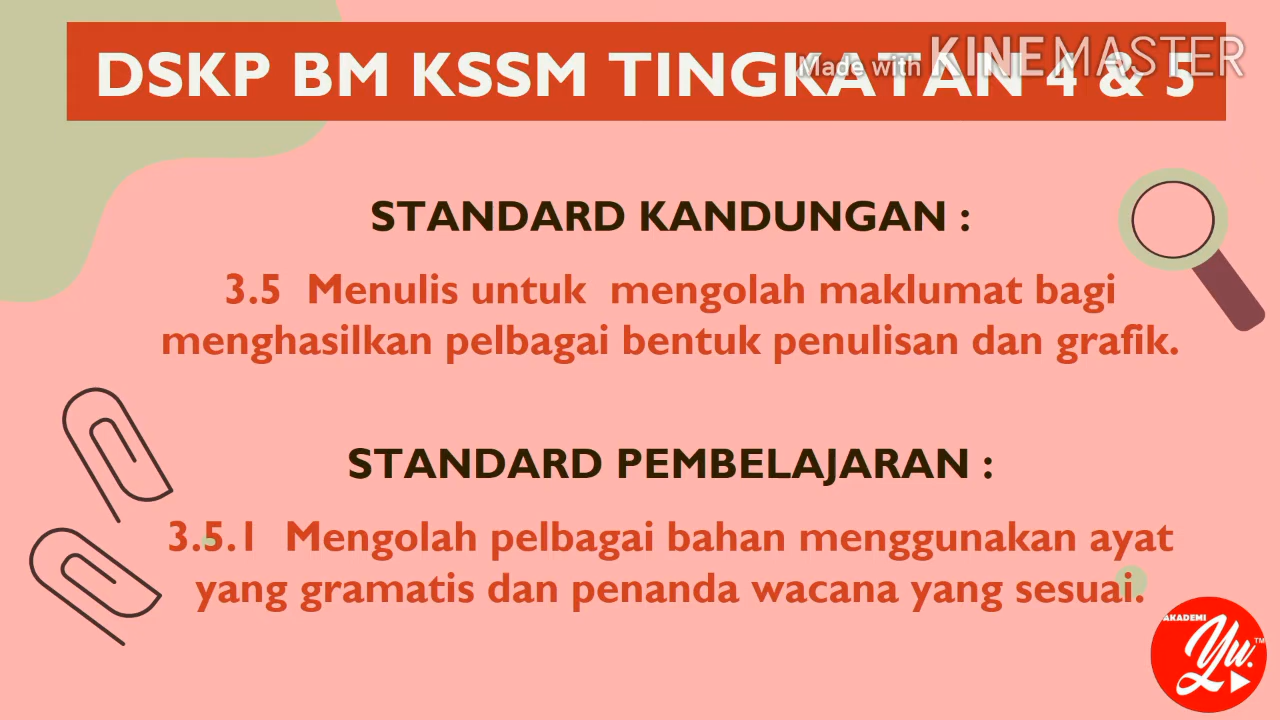 DSKP BM KSSM TINGKATAN 4 & 5
Made with KINEMASTER
STANDARD KANDUNGAN :
3.5 Menulis untuk mengolah maklumat bagi
menghasilkan pelbagai bentuk penulisan dan grafik.
STANDARD PEMBELAJARAN :
3.5.1 Mengolah pelbagai bahan menggunakan ayat
yang gramatis dan penanda wacana yang sesuai.
AKADEMI
Yu.
TM